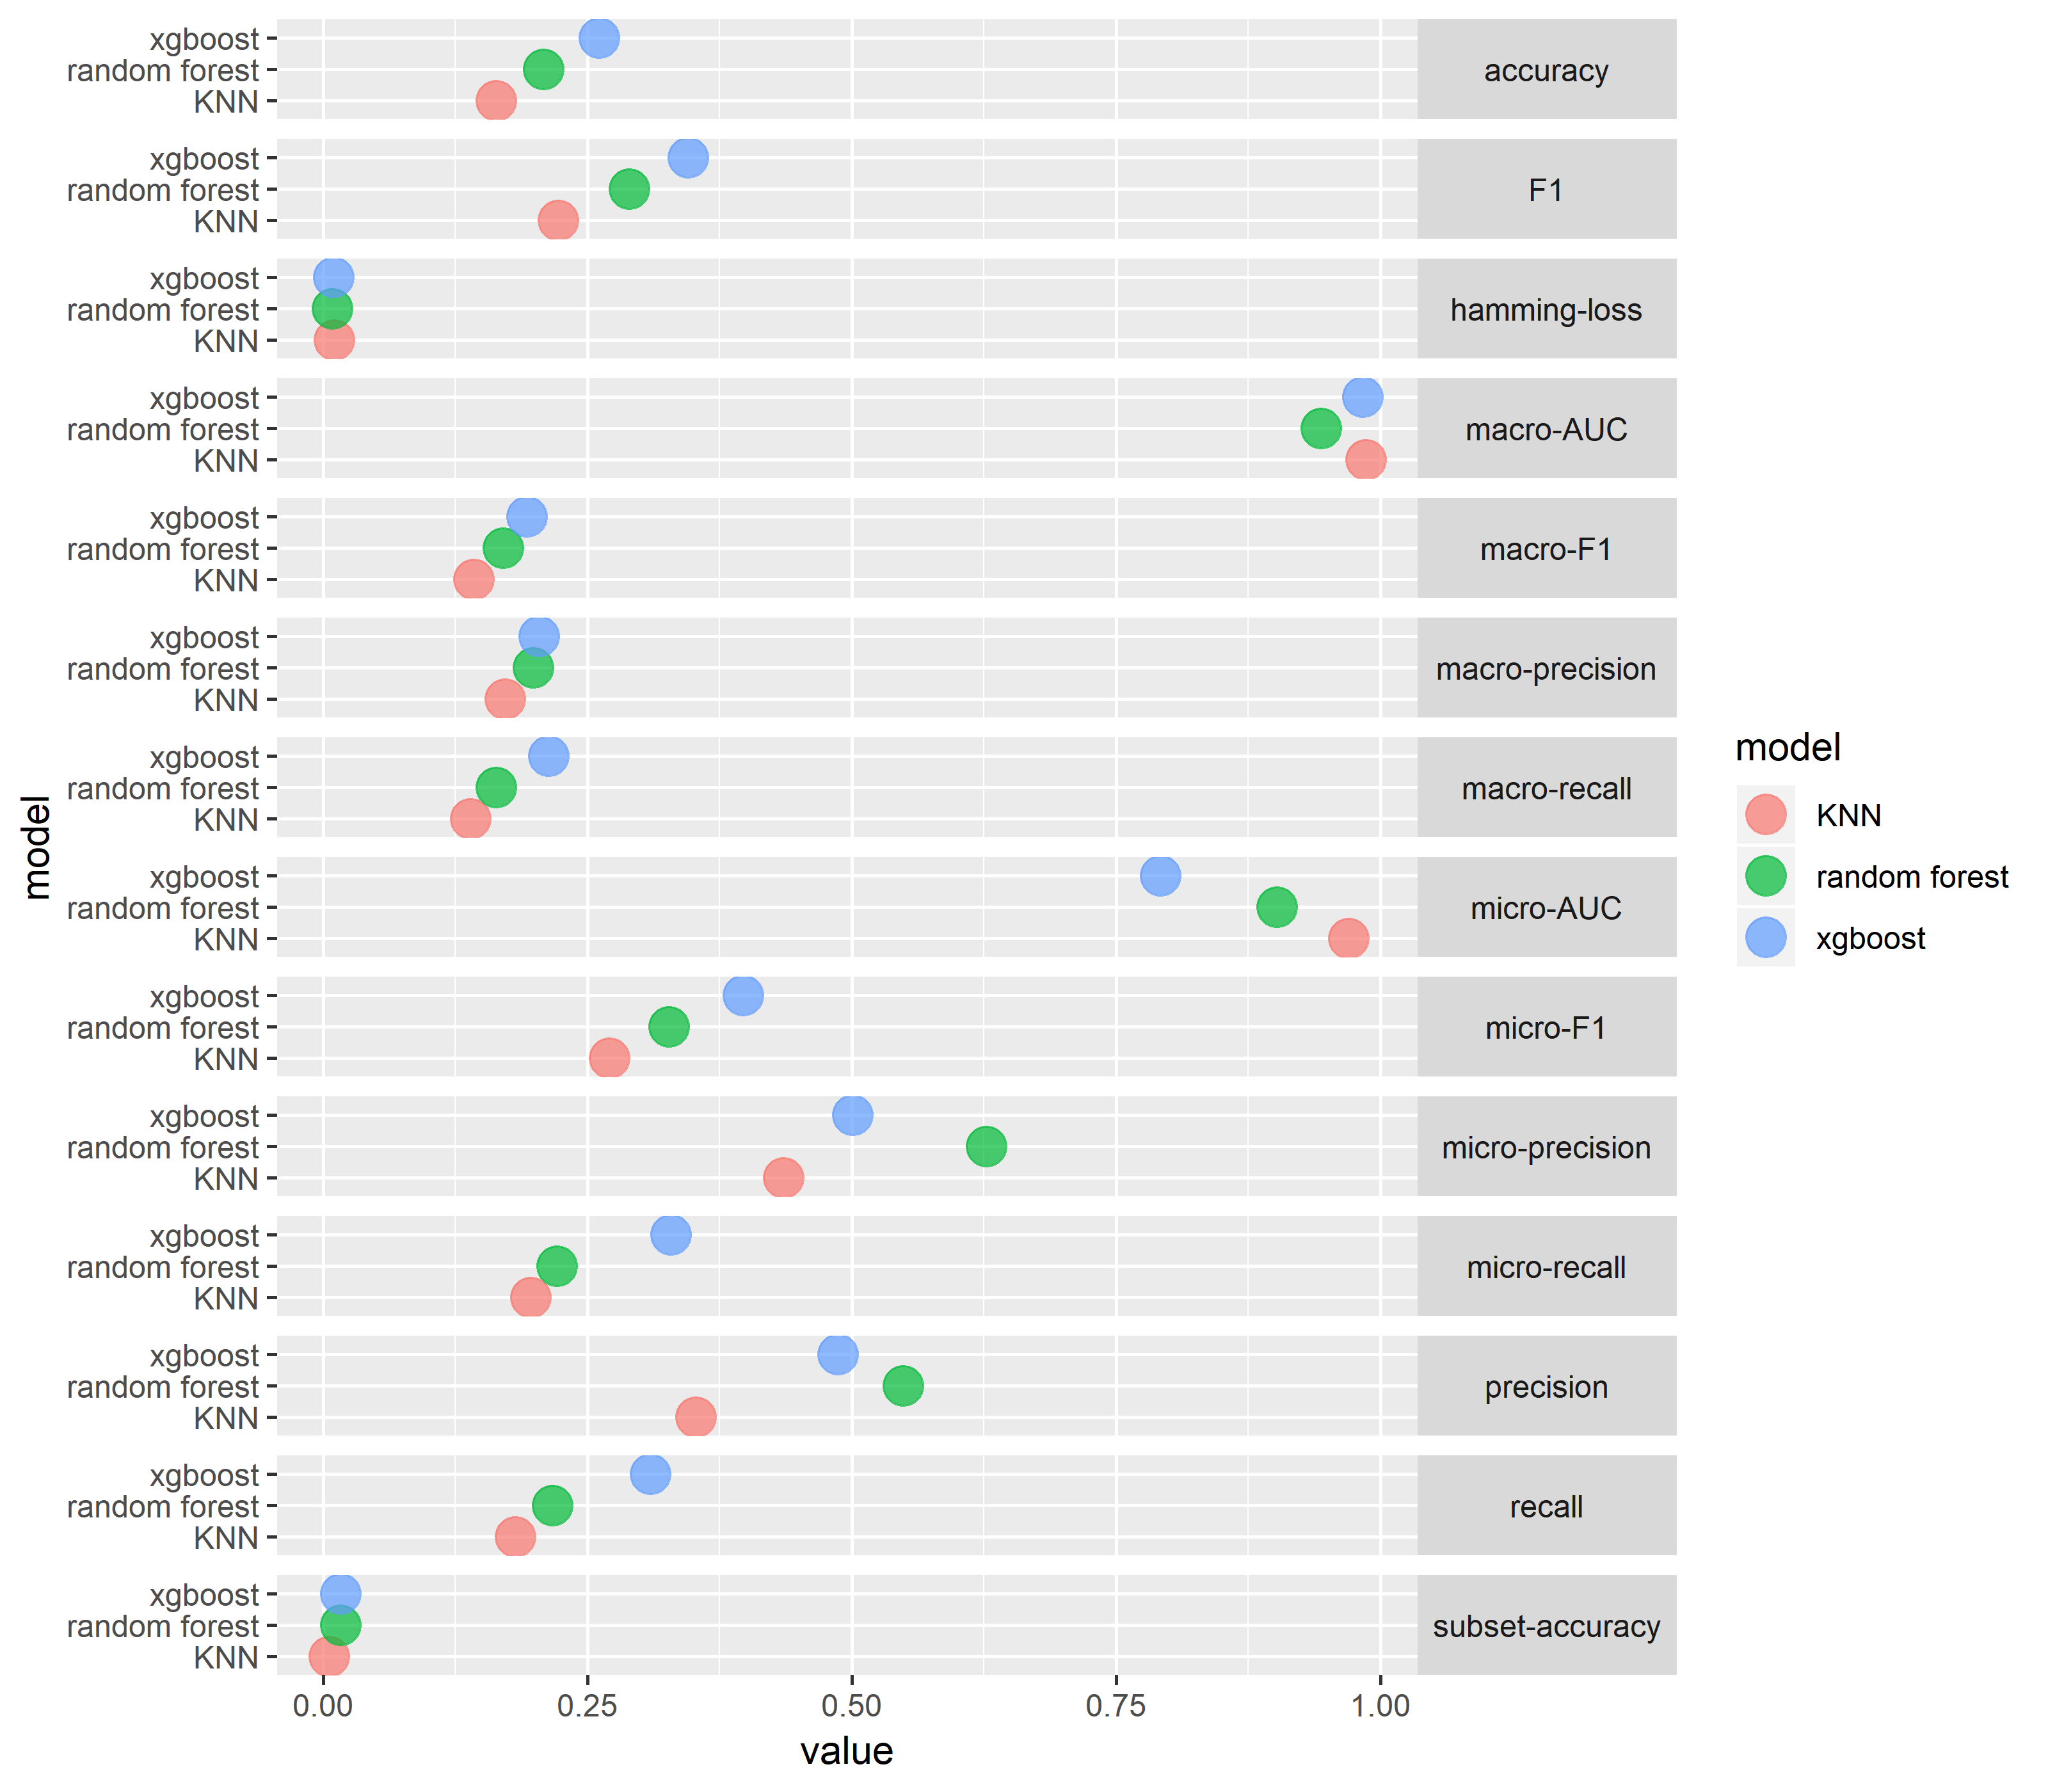 xgboost
random forest
KNN
accuracy
xgboost
random forest
KNN
F1
xgboost
random forest
KNN
hamming-loss
xgboost
random forest
KNN
macro-AUC
xgboost
random forest
KNN
macro-F1
xgboost
random forest
KNN
macro-precision
xgboost
random forest
KNN
macro-recall
xgboost
random forest
KNN
micro-AUC
xgboost
random forest
KNN
micro-F1
xgboost
random forest
KNN
micro-precision
xgboost
random forest
KNN
micro-recall
xgboost
random forest
KNN
precision
xgboost
random forest
KNN
recall
xgboost
random forest
KNN
subset-accuracy
0.00 0.25 0.50 0.75 1.00
value
model
model
KNN
random forest
xgboost